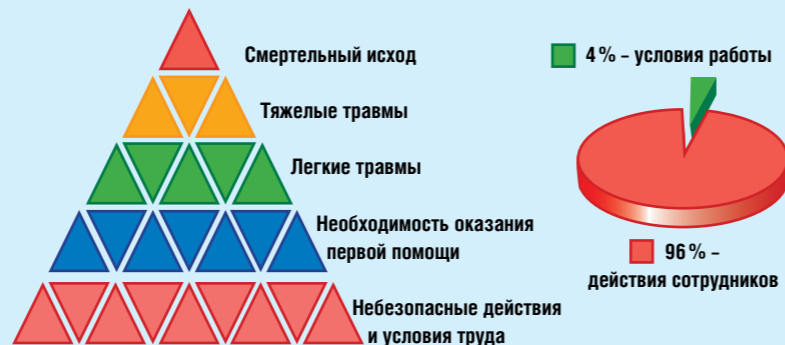 Смертельный исход
Тяжелые травмы
Легкие травмы
Необходимость оказания
первой помощи
Небезопасные действия
и условия труда
4 % – условия работы
96 % –
действия сотрудников